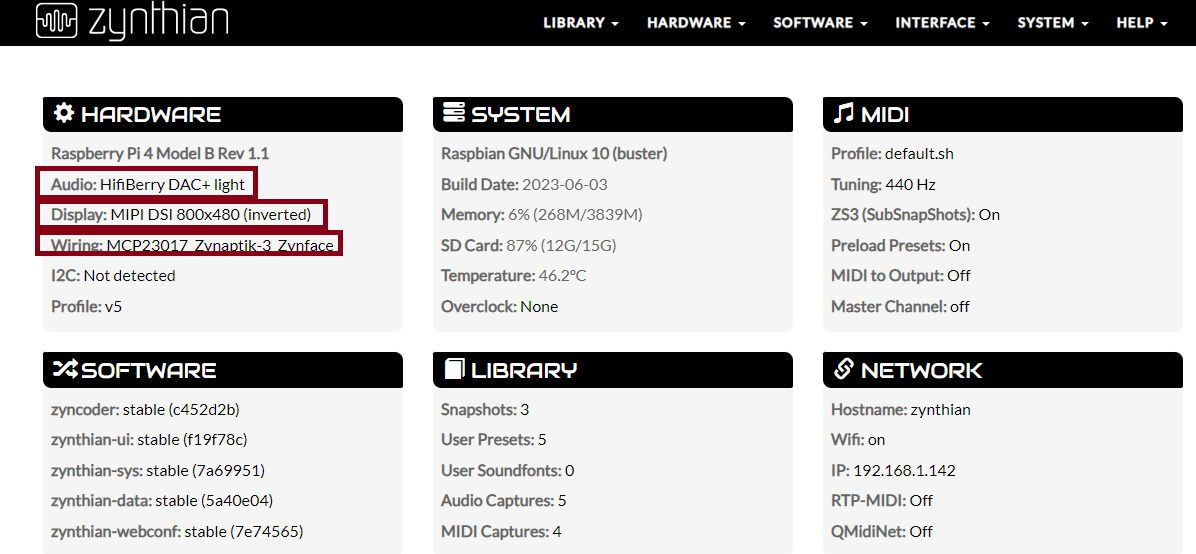 zynthian
LIBRARY HARDWARE SOFTWARE INTERFACE SYSTEM HELP
HARDWARE
Raspberry Pi 4 Model B Rev 1.1
Audio: HifiBerry DAC+ light
Display: MIPI DSI 800x480 (inverted)
Wiring: MCP23017_Zynaptik-3_Zynface
I2C: Not detected
Profile: v5
SYSTEM
Raspbian GNU/Linux 10 (buster)
Build Date: 2023-06-03
Memory: 6% (268M/3839M)
SD Card: 87% (12G/15G)
Temperature: 46.2ºC
Overclock: None
MIDI
Profile: default.sh
Tuning: 440 Hz
ZS3 (SubSnapShots): On
Preload Presets: On
MIDI to Output: Off
Master Channel: off
SOFTWARE
zyncoder: stable (c452d2b)
zynthian-ui: stable (f19f78c)
zynthian-sys: stable (7a69951)
zynthian-data: stable (5a40e04)
zynthian-webconf: stable (7e74565)
LIBRARY
Snapshots: 3
User Presets: 5
User Soundfonts: 0
Audio Captures: 5
MIDI Captures: 4
NETWORK
Hostname: zynthian
Wifi: on
IP: 192.168.1.142
RTP-MIDI: Off
QMidiNet: Off